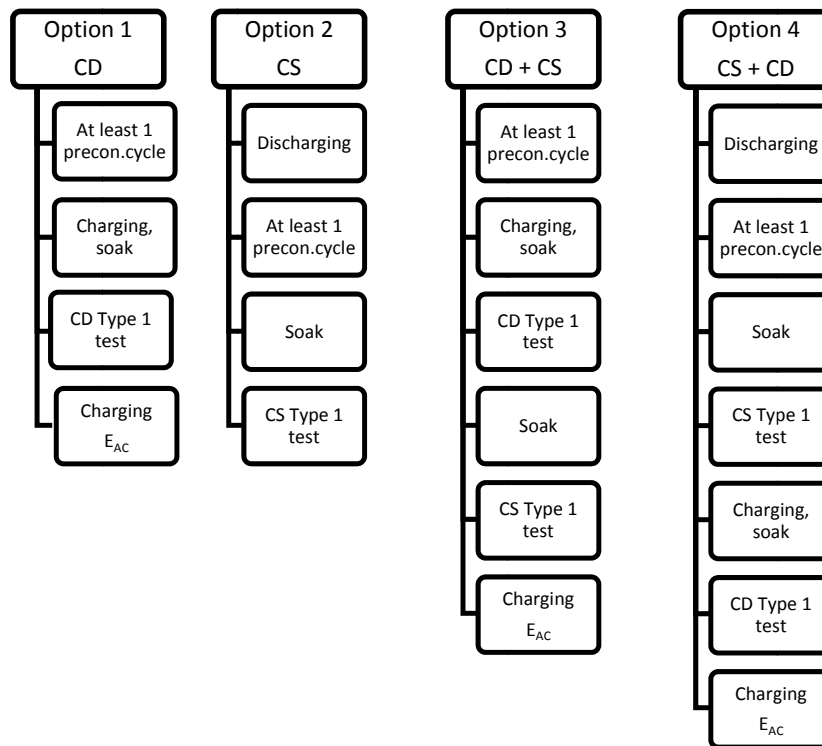 Option 1
CD
At least 1
precon.cycle
Charging,
soak
CD Type 1
test
Charging
EAC
Option 2
CS
Discharging
At least 1
precon.cycle
Soak
CS Type 1
test
Option 3
CD + CS
At least 1
precon.cycle
Charging,
soak
CD Type 1
test
Soak
CS Type 1
test
Charging
EAC
Option 4
CS + CD
Discharging
At least 1
precon.cycle
Soak
CS Type 1
test
Charging,
soak
CD Type 1
test
Charging
EAC